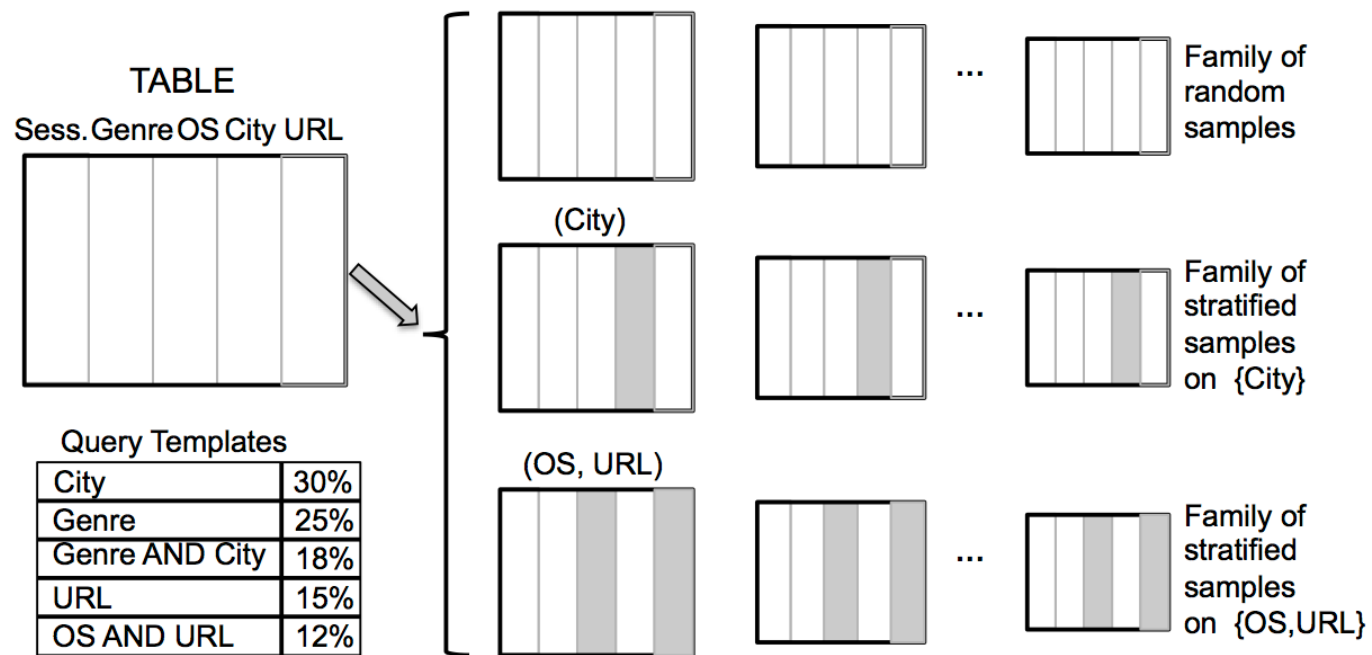 TABLE
Sess. Genre OS City URL
Query Templates
City 30%
Genre 25%
Genre AND City 18%
URL 15%
OS AND URL 12%
...
Family of
random
samples
(City)
...
Family of
stratified
samples
on {City}
(OS, URL)
...
Family of
stratified
samples
on {OS,URL}